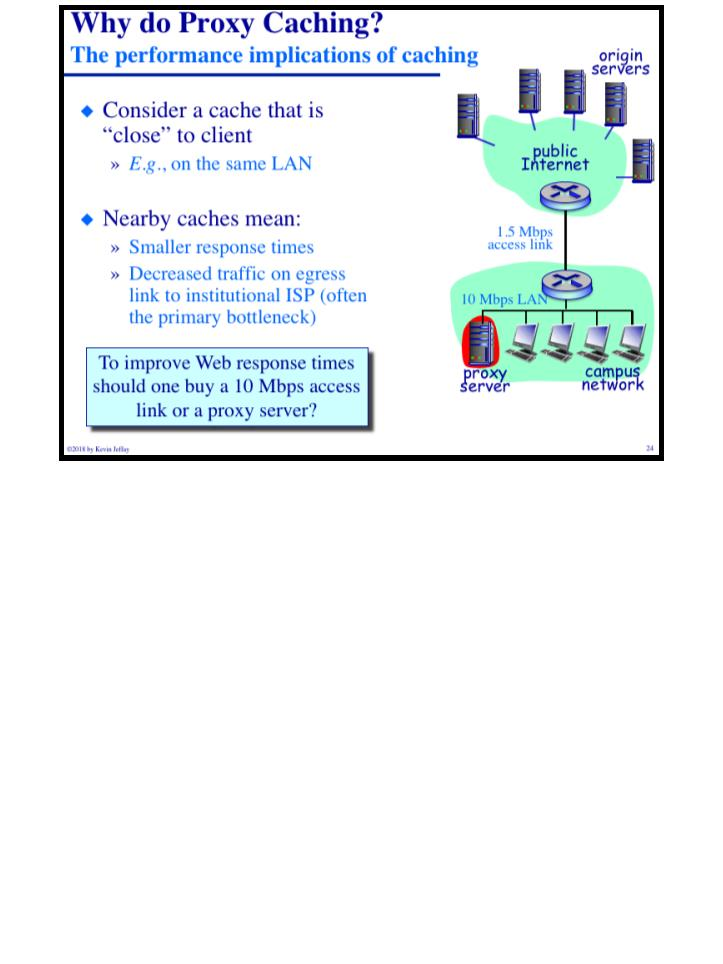 Why do Proxy Caching?
The performance implications of caching
◆ Consider a cache that is
“close” to client
» E.g., on the same LAN
◆ Nearby caches mean:
» Smaller response times
» Decreased traffic on egress
link to institutional ISP (often
the primary bottleneck)
To improve Web response times
should one buy a 10 Mbps access
link or a proxy server?
origin
servers
public
Internet
1.5 Mbps
access link
10 Mbps LAN
proxy
server
campus
network
©2018 by Kevin Jeffay
24